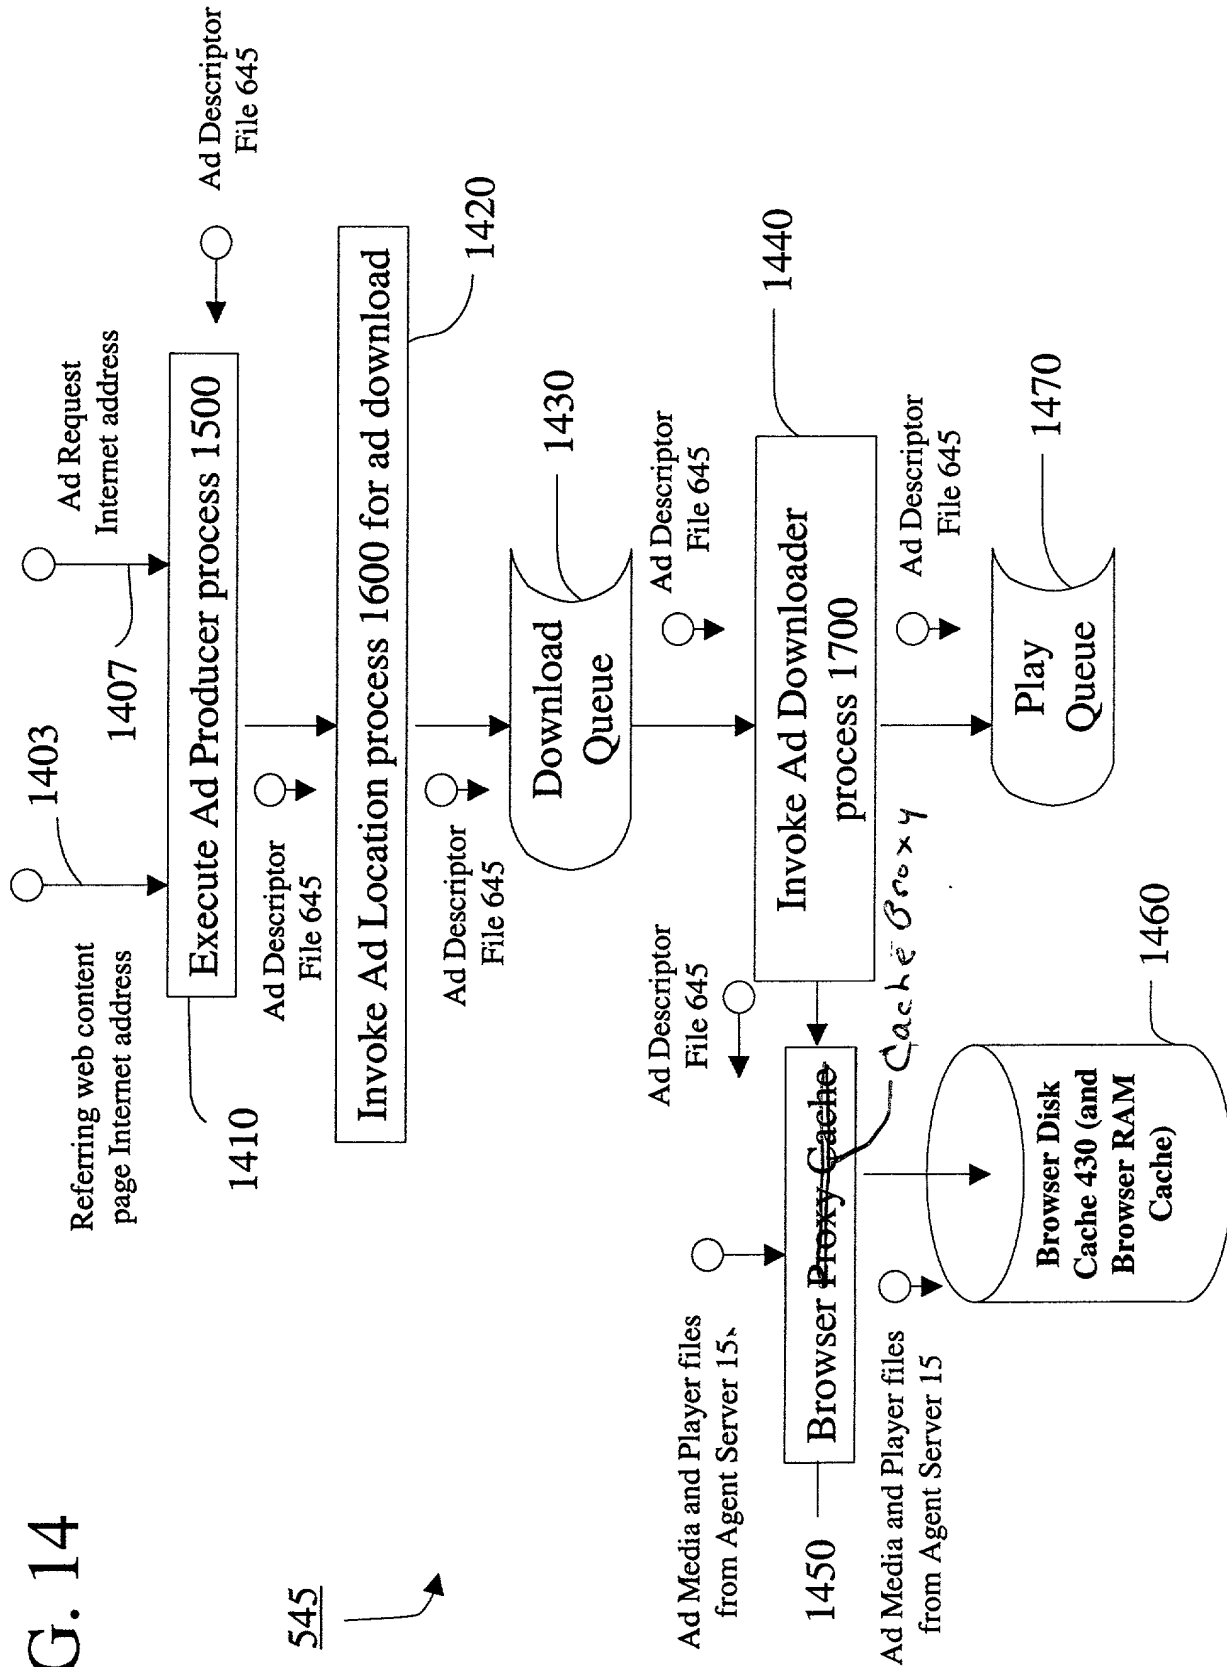 G. 14
545
Referring web content
page Internet address
1403
1407
Ad Request
Internet address
Ad Descriptor
File 645
1410
Execute Ad Producer process 1500
Ad Descriptor
File 645
Invoke Ad Location process 1600 for ad download
1420
Ad Descriptor
File 645
Download
Queue
1430
Ad Descriptor
File 645
Invoke Ad Downloader
process 1700
1440
Ad Descriptor
File 645
Ad Descriptor
File 645
Play
Queue
1470
Ad Media and Player files
from Agent Server 15
Browser Proxy Cache
Cache Proxy
1450
Ad Media and Player files
from Agent Server 15
Browser Disk
Cache 430 (and
Browser RAM
Cache)
1460